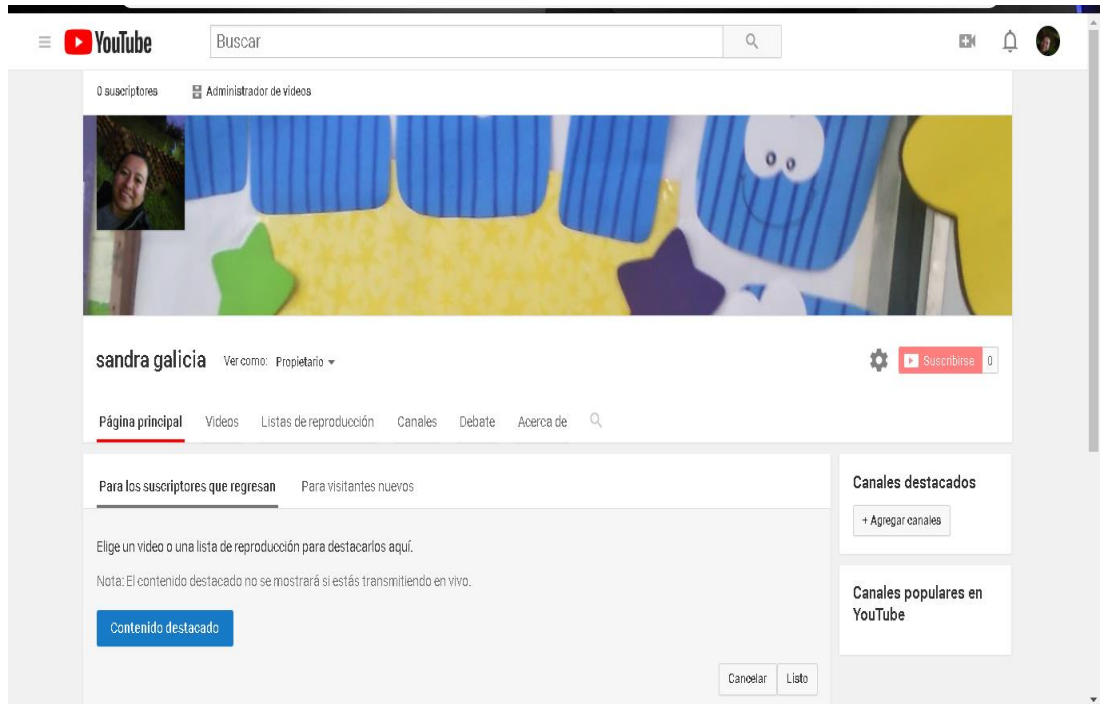 YouTube
Buscar
0 suscriptores Administrador de videos
sandra galicia Ver como: Propietario
Suscribirse 0
Página principal Videos Listas de reproducción Canales Debate Acerca de
Para los suscriptores que regresan Para visitantes nuevos
Elige un video o una lista de reproducción para destacarlos aquí.
Nota: El contenido destacado no se mostrará si estás transmitiendo en vivo.
Contenido destacado
Cancelar Listo
Canales destacados
+ Agregar canales
Canales populares en
YouTube